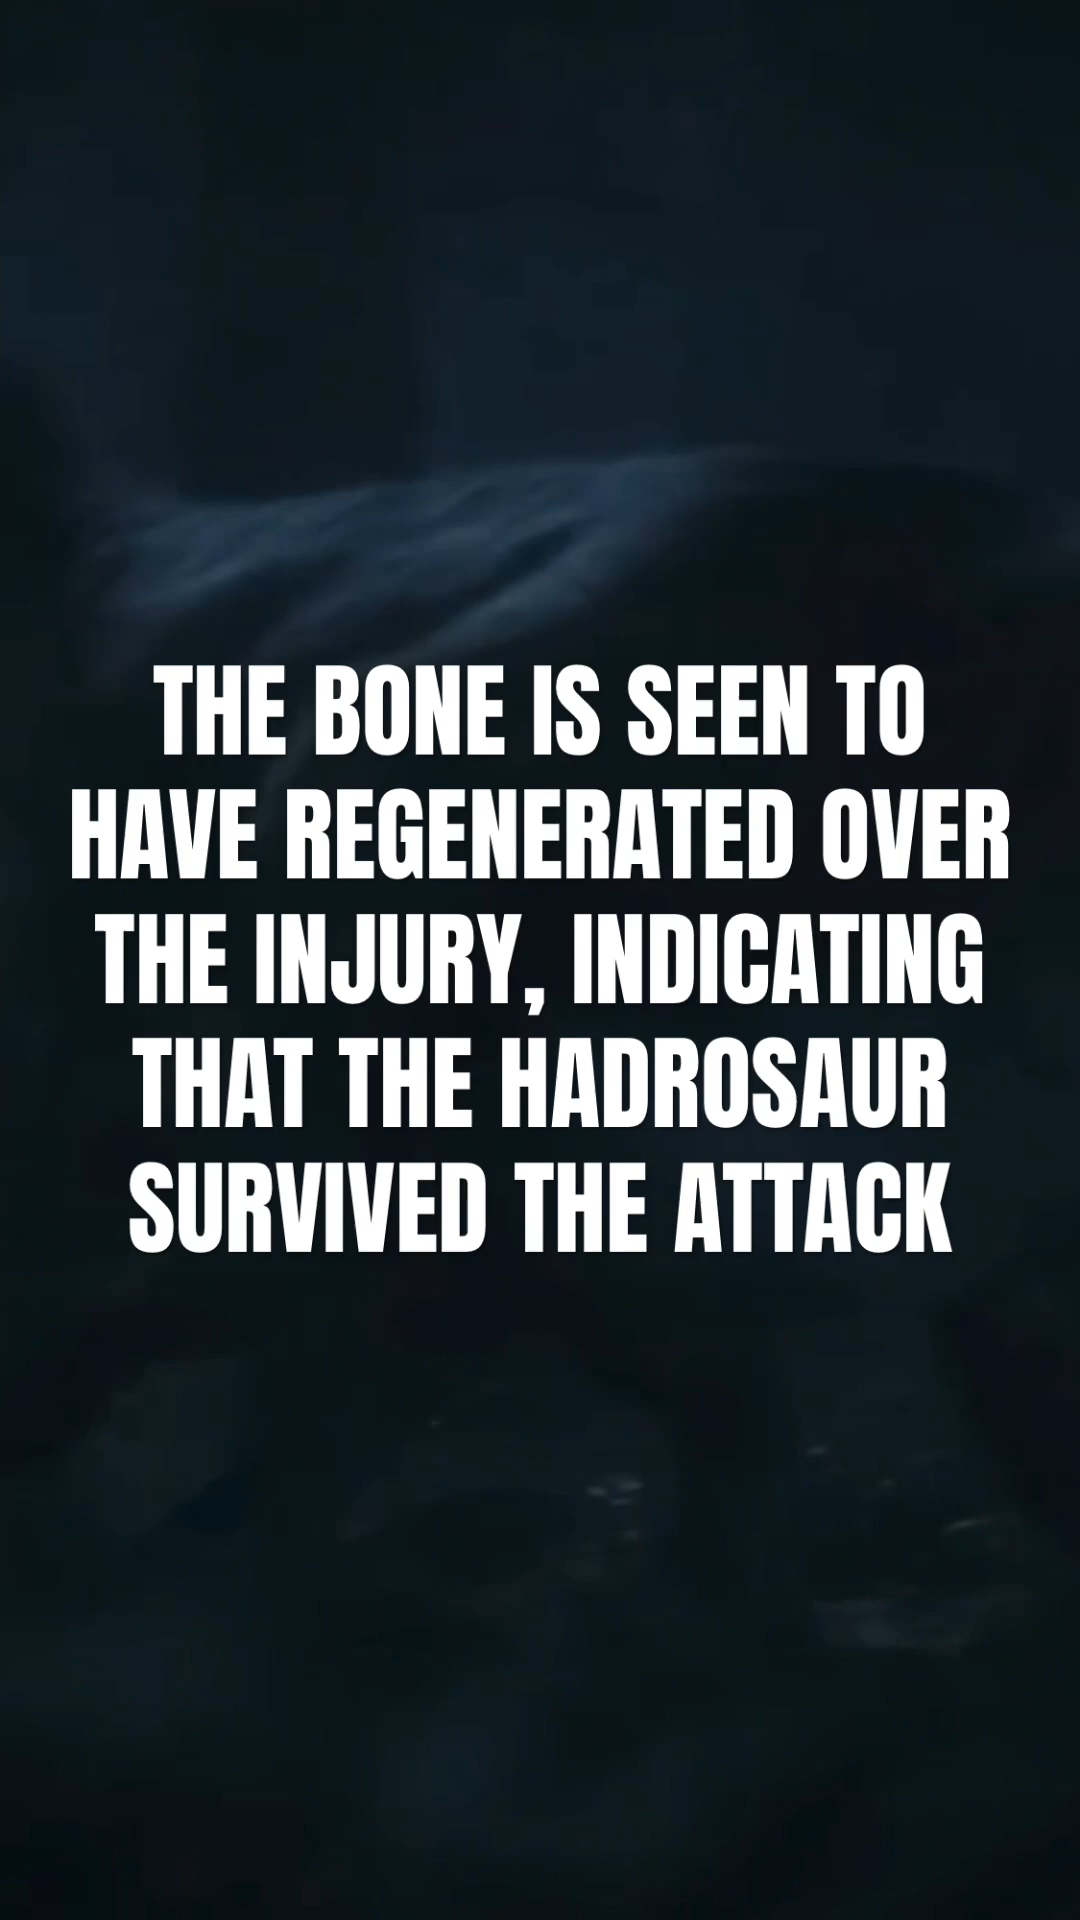 THE BONE IS SEEN TO
HAVE REGENERATED OVER
THE INJURY, INDICATING
THAT THE HADROSAUR
SURVIVED THE ATTACK